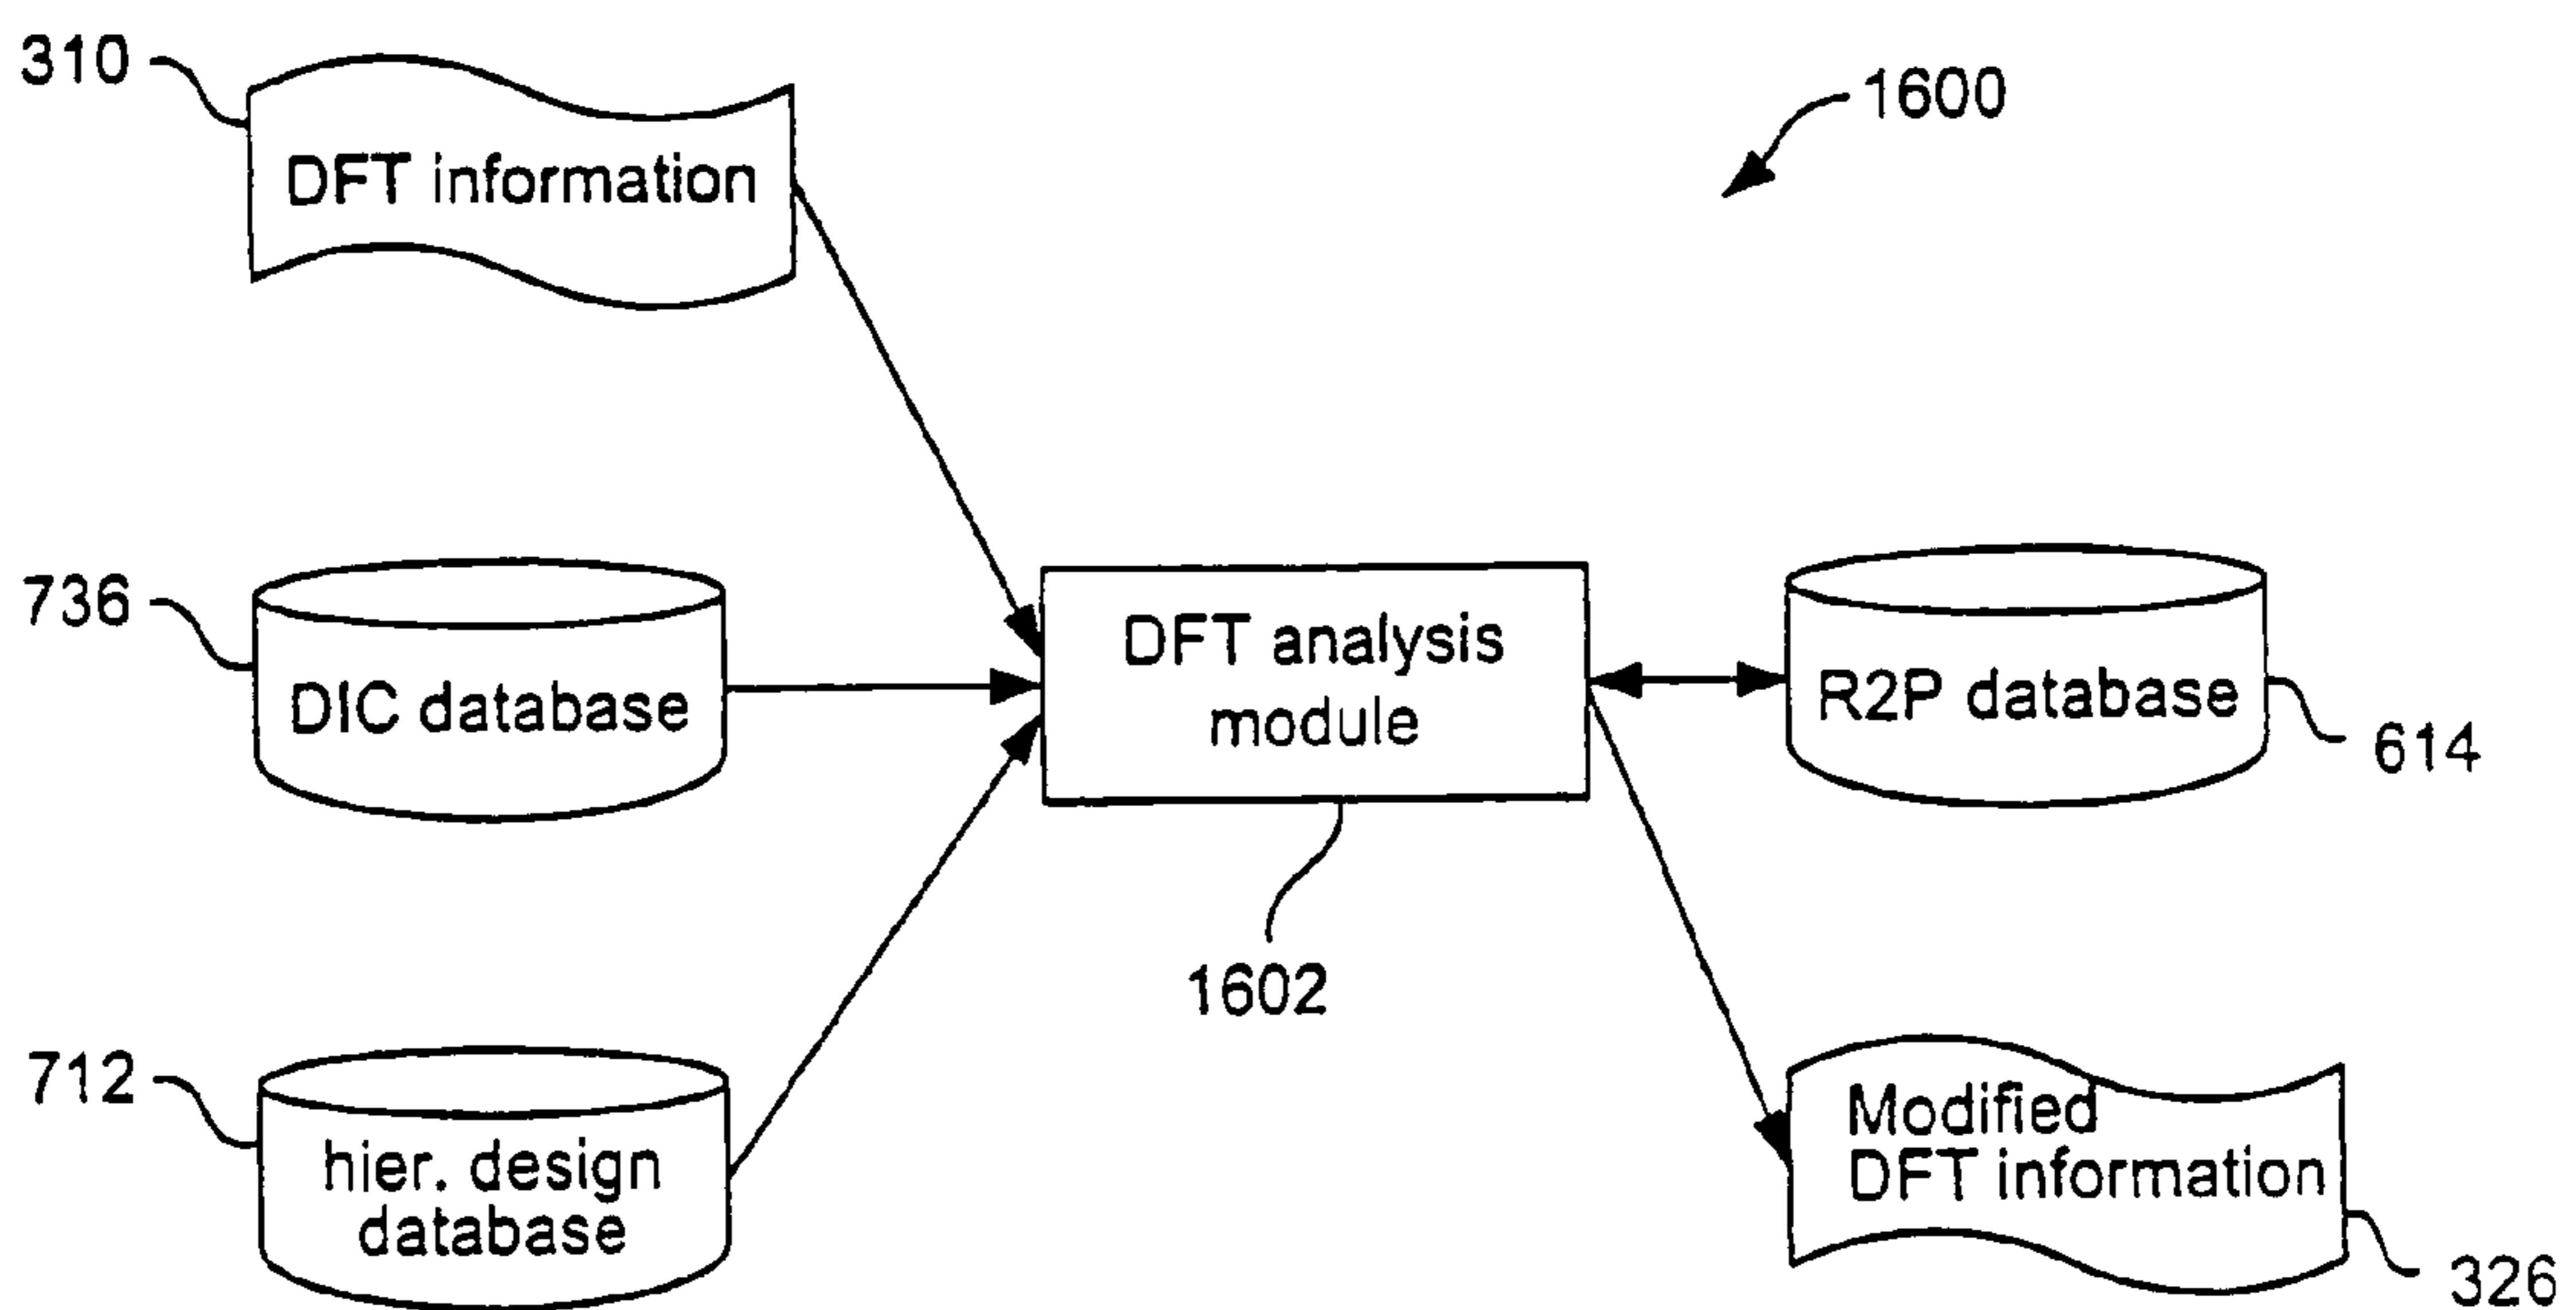 310
DFT information
1600
736
DIC database
DFT analysis
module
R2P database
614
1602
712
hier. design
database
Modified
DFT information
326